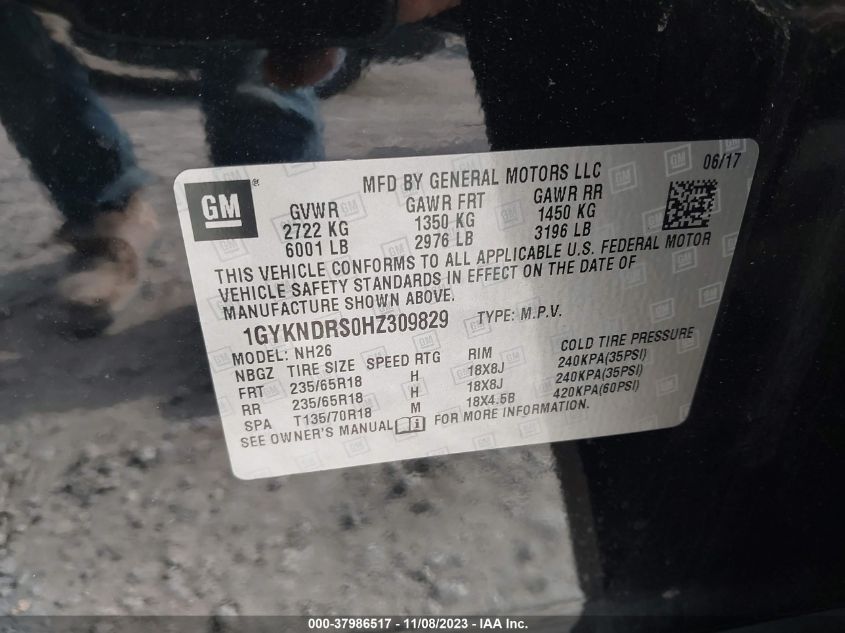 GM
®
MFD BY GENERAL MOTORS LLC
06/17
GVWR GAWR FRT GAWR RR
2722 KG 1350 KG 1450 KG
6001 LB 2976 LB 3196 LB
THIS VEHICLE CONFORMS TO ALL APPLICABLE U.S. FEDERAL MOTOR
VEHICLE SAFETY STANDARDS IN EFFECT ON THE DATE OF
MANUFACTURE SHOWN ABOVE.
1GYKNDRS0HZ309829 TYPE: M.P.V.
MODEL: NH26
NBGZ TIRE SIZE SPEED RTG RIM COLD TIRE PRESSURE
FRT 235/65R18 H 18X8J 240KPA(35PSI)
RR 235/65R18 H 18X8J 240KPA(35PSI)
SPA T135/70R18 M 18X4.5B 420KPA(60PSI)
SEE OWNER'S MANUAL FOR MORE INFORMATION.
000-37986517 - 11/08/2023 - IAA Inc.